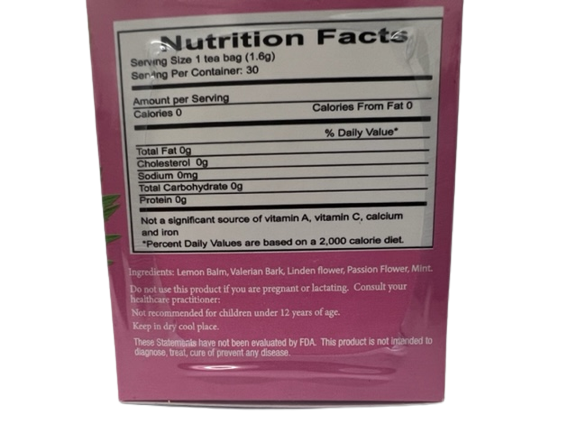 Nutrition Facts
Serving Size 1 tea bag (1.6g)
Serving Per Container: 30
Amount per Serving
Calories 0 Calories From Fat 0
% Daily Value*
Total Fat 0g
Cholesterol 0g
Sodium 0mg
Total Carbohydrate 0g
Protein 0g
Not a significant source of vitamin A, vitamin C, calcium
and iron
*Percent Daily Values are based on a 2,000 calorie diet.
Ingredients: Lemon Balm, Valerian Bark, Linden flower, Passion Flower, Mint.
Do not use this product if you are pregnant or lactating. Consult your
healthcare practitioner:
Not recommended for children under 12 years of age.
Keep in dry cool place.
These Statements have not been evaluated by FDA. This product is not intended to
diagnose, treat, cure of prevent any disease.